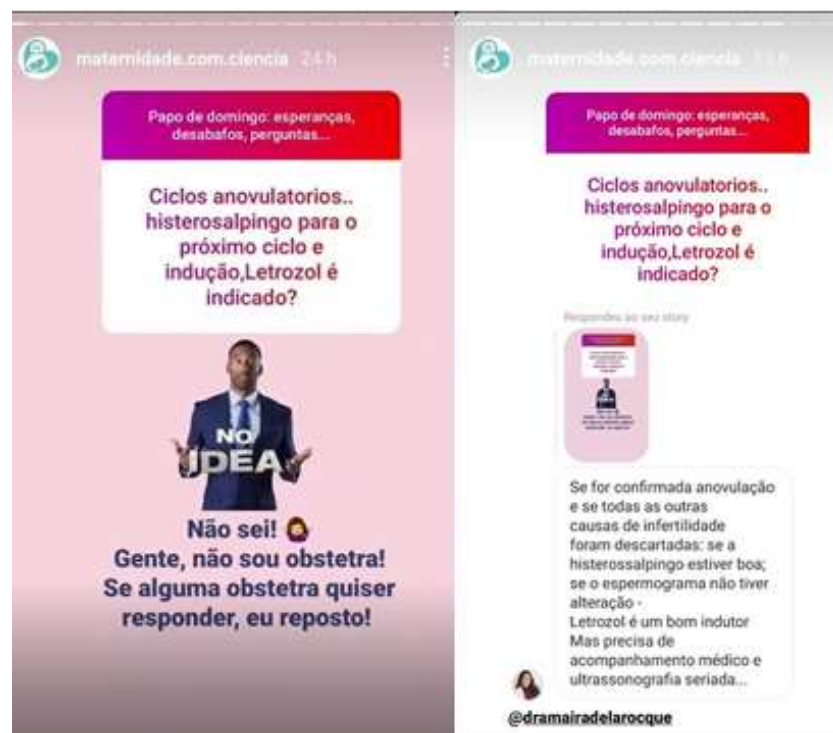 maternidade.com.ciencia 24 h
Papo de domingo: esperanças,
desabafos, perguntas...
Ciclos anovulatorios..
histerosalpingo para o
próximo ciclo e
indução,Letrozol é
indicado?
NO
IDEA
Não sei! 🤷‍♀️
Gente, não sou obstetra!
Se alguma obstetra quiser
responder, eu reposto!
maternidade.com.ciencia
Papo de domingo: esperanças,
desabafos, perguntas...
Ciclos anovulatorios..
histerosalpingo para o
próximo ciclo e
indução,Letrozol é
indicado?
Respondeu ao seu story
Se for confirmada anovulação
e se todas as outras
causas de infertilidade
foram descartadas: se a
histerossalpingo estiver boa;
se o espermograma não tiver
alteração -
Letrozol é um bom indutor
Mas precisa de
acompanhamento médico e
ultrassonografia seriada...
@dramairadelarocque